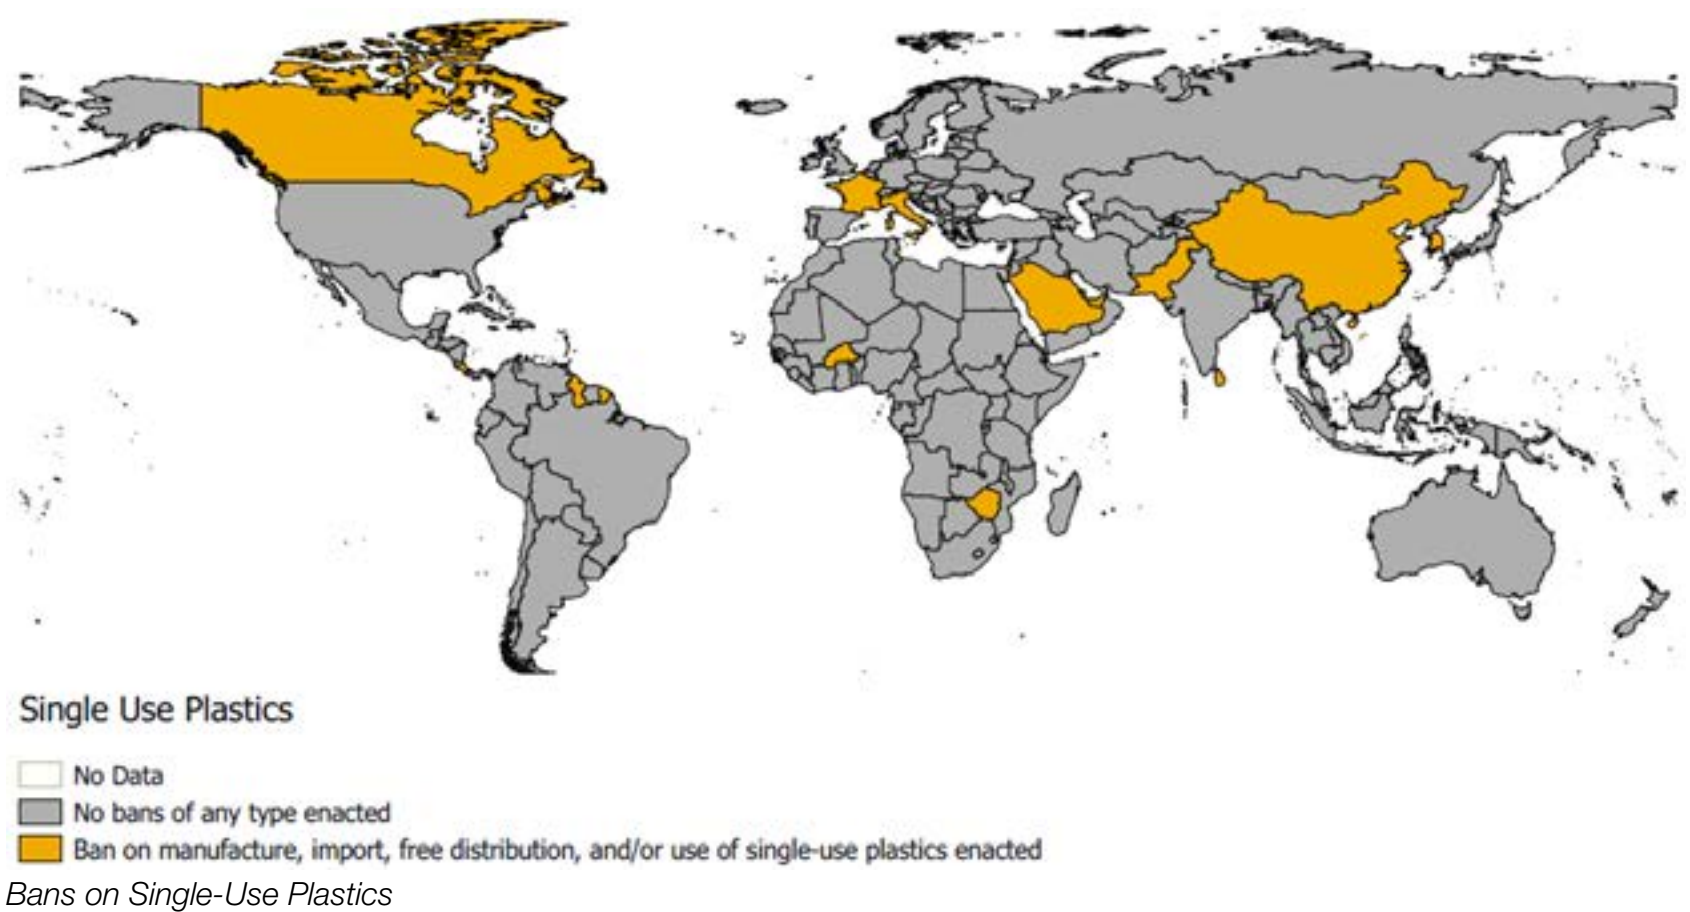 Single Use Plastics
No Data
No bans of any type enacted
Ban on manufacture, import, free distribution, and/or use of single-use plastics enacted
Bans on Single-Use Plastics